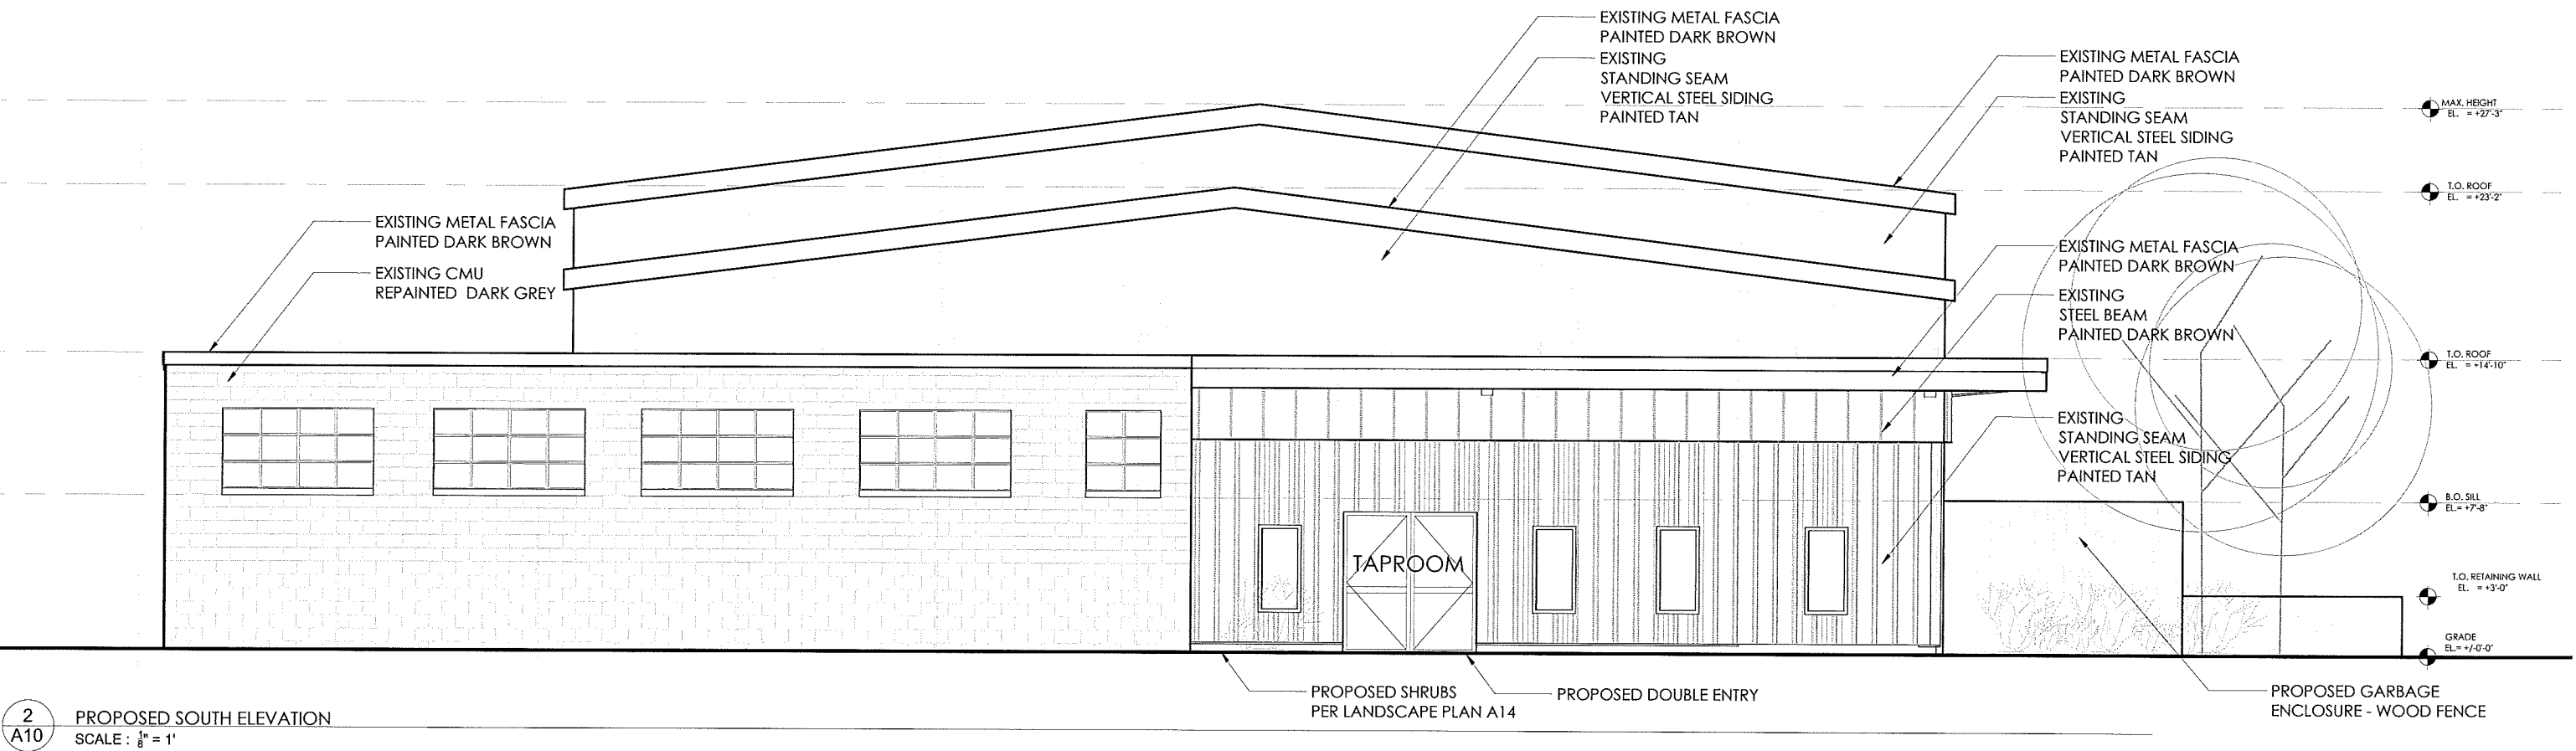 EXISTING METAL FASCIA
PAINTED DARK BROWN
EXISTING
STANDING SEAM
VERTICAL STEEL SIDING
PAINTED TAN
EXISTING METAL FASCIA
PAINTED DARK BROWN
EXISTING
STANDING SEAM
VERTICAL STEEL SIDING
PAINTED TAN
MAX. HEIGHT
EL. = +27'-3"
T.O. ROOF
EL. = +23'-2"
EXISTING METAL FASCIA
PAINTED DARK BROWN
EXISTING CMU
REPAINTED DARK GREY
EXISTING METAL FASCIA
PAINTED DARK BROWN
EXISTING
STEEL BEAM
PAINTED DARK BROWN
T.O. ROOF
EL. = +14'-10"
EXISTING
STANDING SEAM
VERTICAL STEEL SIDING
PAINTED TAN
B.O. SILL
EL.= +7'-8"
TAPROOM
T.O. RETAINING WALL
EL. = +3'-0"
GRADE
EL.= +/-0'-0"
PROPOSED SHRUBS
PER LANDSCAPE PLAN A14
PROPOSED DOUBLE ENTRY
PROPOSED GARBAGE
ENCLOSURE - WOOD FENCE
2
A10
PROPOSED SOUTH ELEVATION
SCALE : 1/8" = 1'